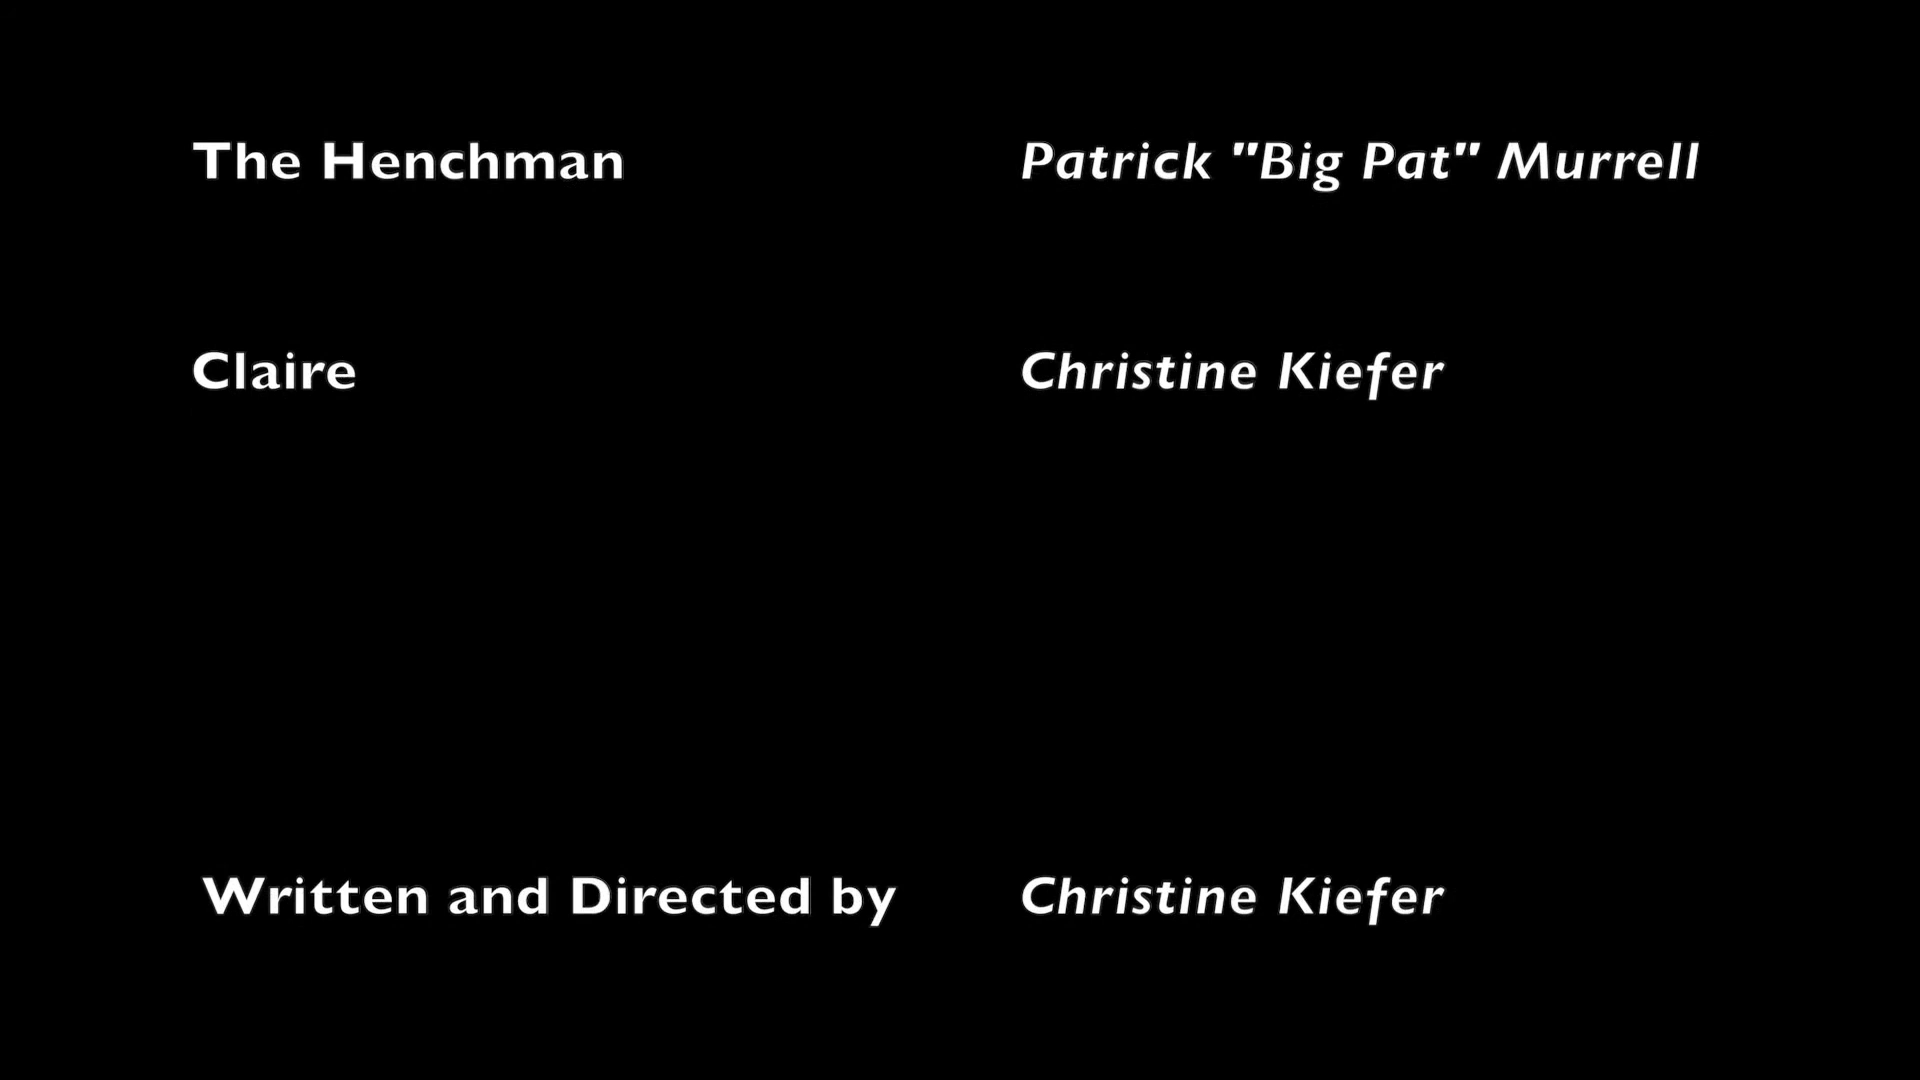 The Henchman Patrick "Big Pat" Murrell
Claire Christine Kiefer
Written and Directed by Christine Kiefer